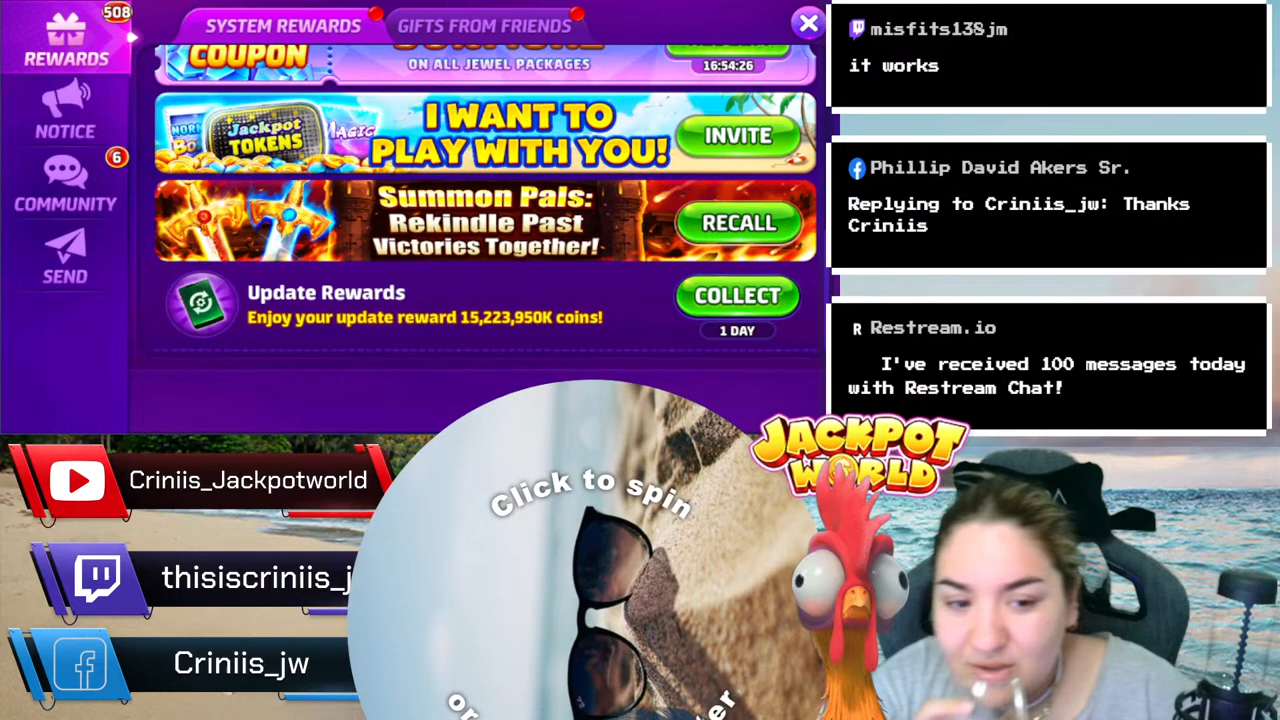 508
REWARDS
NOTICE
6
COMMUNITY
SEND
SYSTEM REWARDS
GIFTS FROM FRIENDS
COUPON
ON ALL JEWEL PACKAGES
16:54:26
Jackpot
TOKENS
MAGIC
I WANT TO
PLAY WITH YOU!
INVITE
Summon Pals:
Rekindle Past
Victories Together!
RECALL
Update Rewards
Enjoy your update reward 15,223,950K coins!
COLLECT
1 DAY
misfits138jm
it works
Phillip David Akers Sr.
Replying to Criniis_jw: Thanks
Criniis
R Restream.io
I've received 100 messages today
with Restream Chat!
Criniis_Jackpotworld
thisiscriniis_j
Criniis_jw
Click to spin
or
ter
JACKPOT
WORLD